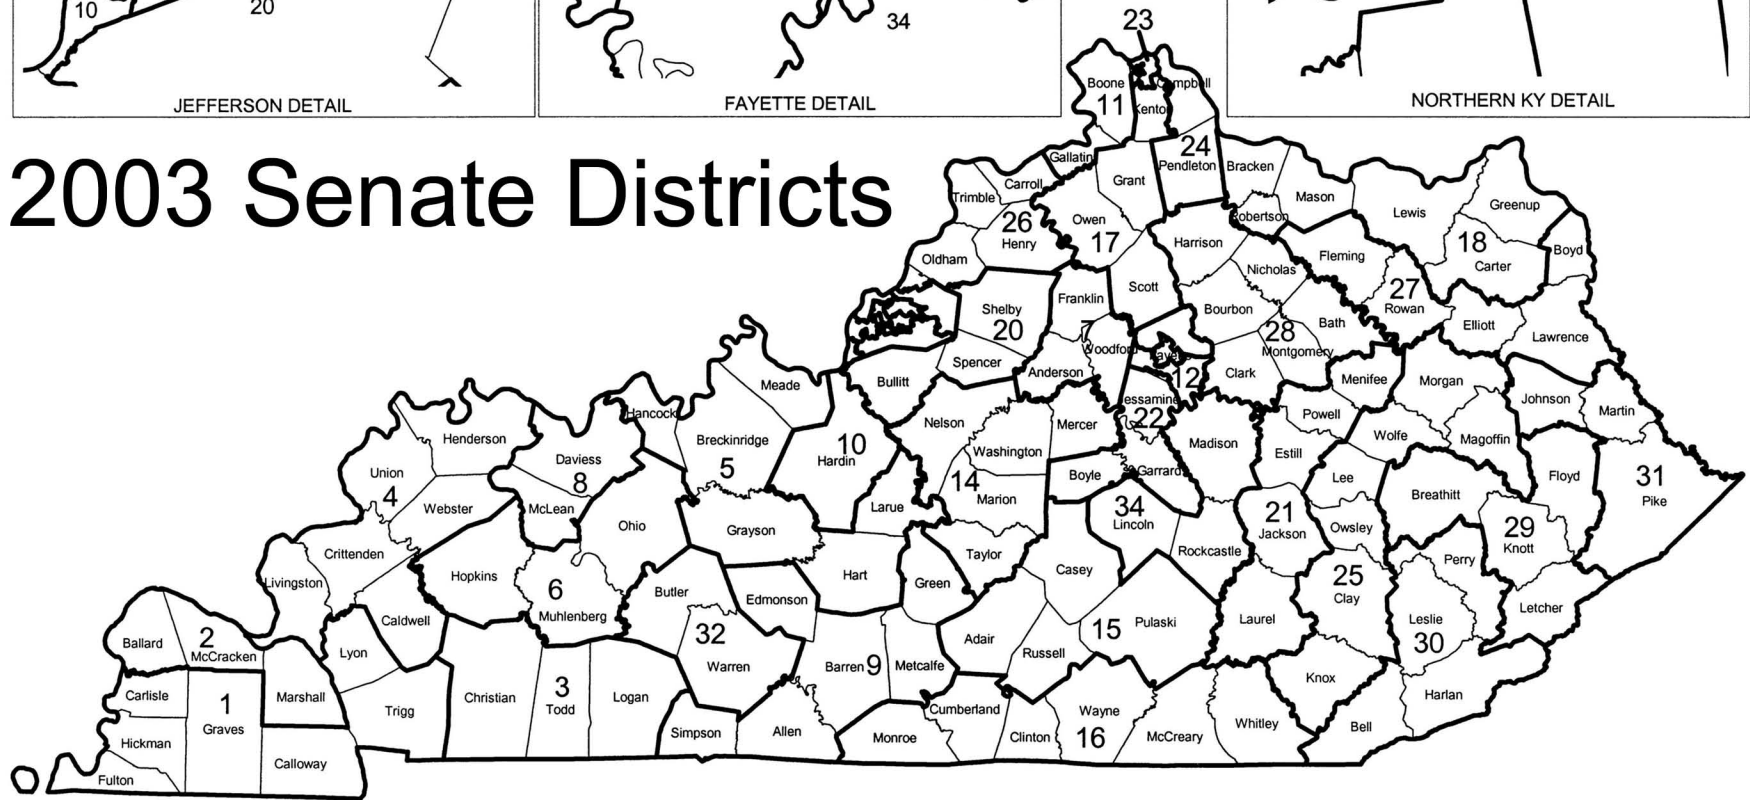 10
20
34
23
JEFFERSON DETAIL
FAYETTE DETAIL
NORTHERN KY DETAIL
2003 Senate Districts
Boone
11
Campbell
Kenton
24
Pendleton
Gallatin
Grant
Bracken
Mason
Lewis
Greenup
Carroll
Trimble
26
Henry
Owen
17
Robertson
18
Carter
Boyd
Oldham
Harrison
Fleming
Nicholas
27
Rowan
Shelby
20
Franklin
Scott
Bourbon
28
Bath
Elliott
Lawrence
7
Woodford
Fayette
Montgomery
Spencer
Anderson
12
Clark
Menifee
Morgan
Johnson
Martin
Meade
Bullitt
Nelson
Mercer
Jessamine
22
Powell
Magoffin
Wolfe
Hancock
Breckinridge
5
10
Hardin
Washington
Madison
Estill
Henderson
Daviess
8
Union
4
Webster
McLean
Ohio
Grayson
Larue
14
Marion
Boyle
Garrard
Lee
Breathitt
Floyd
31
Pike
34
Lincoln
21
Jackson
Owsley
29
Knott
Crittenden
Livingston
Hopkins
6
Muhlenberg
Butler
Edmonson
Hart
Green
Taylor
Casey
Rockcastle
25
Clay
Perry
Letcher
Caldwell
Ballard
2
McCracken
Lyon
32
Warren
Barren
9
Metcalfe
Adair
Russell
15
Pulaski
Laurel
Leslie
30
Carlisle
1
Graves
Marshall
Trigg
Christian
3
Todd
Logan
Simpson
Allen
Monroe
Cumberland
Clinton
Wayne
16
McCreary
Whitley
Knox
Bell
Harlan
Hickman
Fulton
Calloway